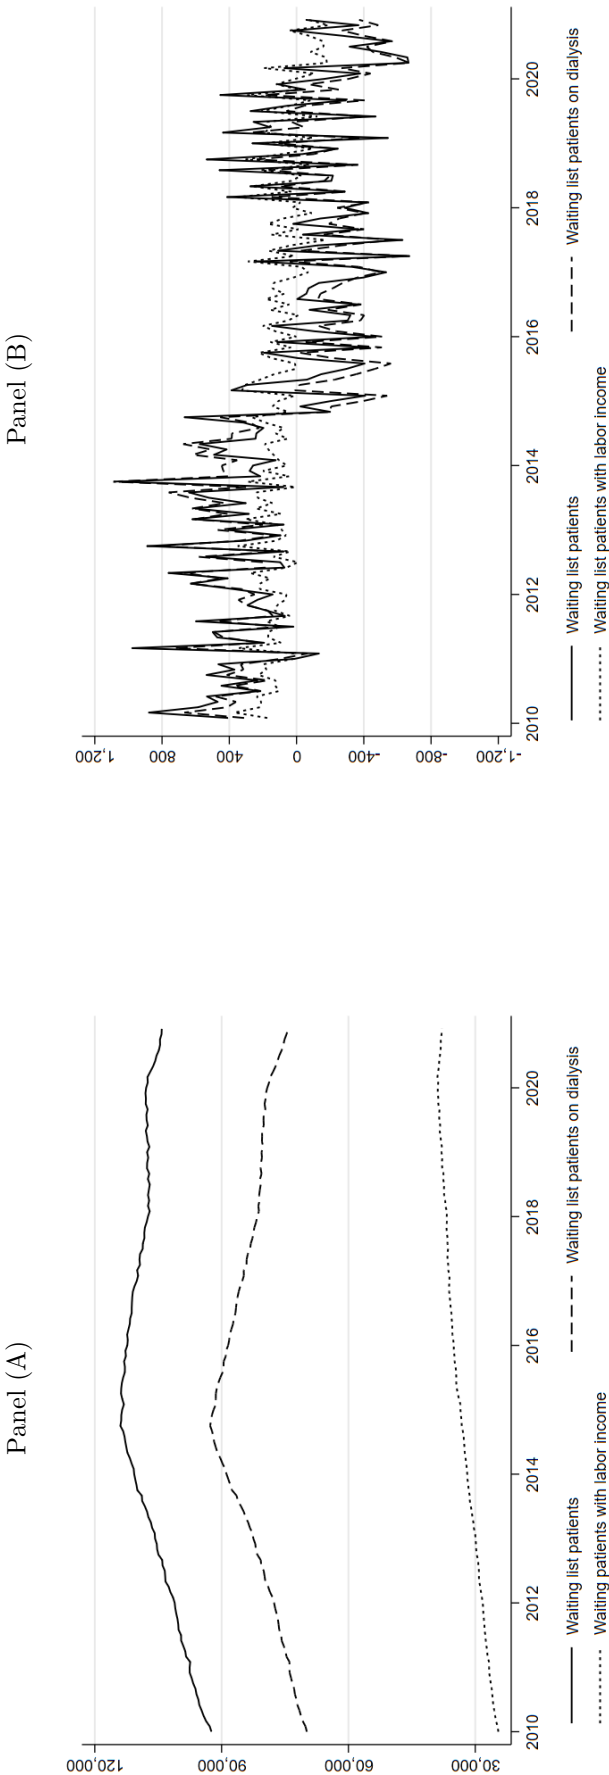 Panel (A)
120,000
90,000
60,000
30,000
2010
2012
2014
2016
2018
2020
Waiting list patients
Waiting list patients on dialysis
Waiting patients with labor income
Panel (B)
1,200
800
400
0
-400
-800
-1,200
2010
2012
2014
2016
2018
2020
Waiting list patients
Waiting list patients on dialysis
Waiting list patients with labor income